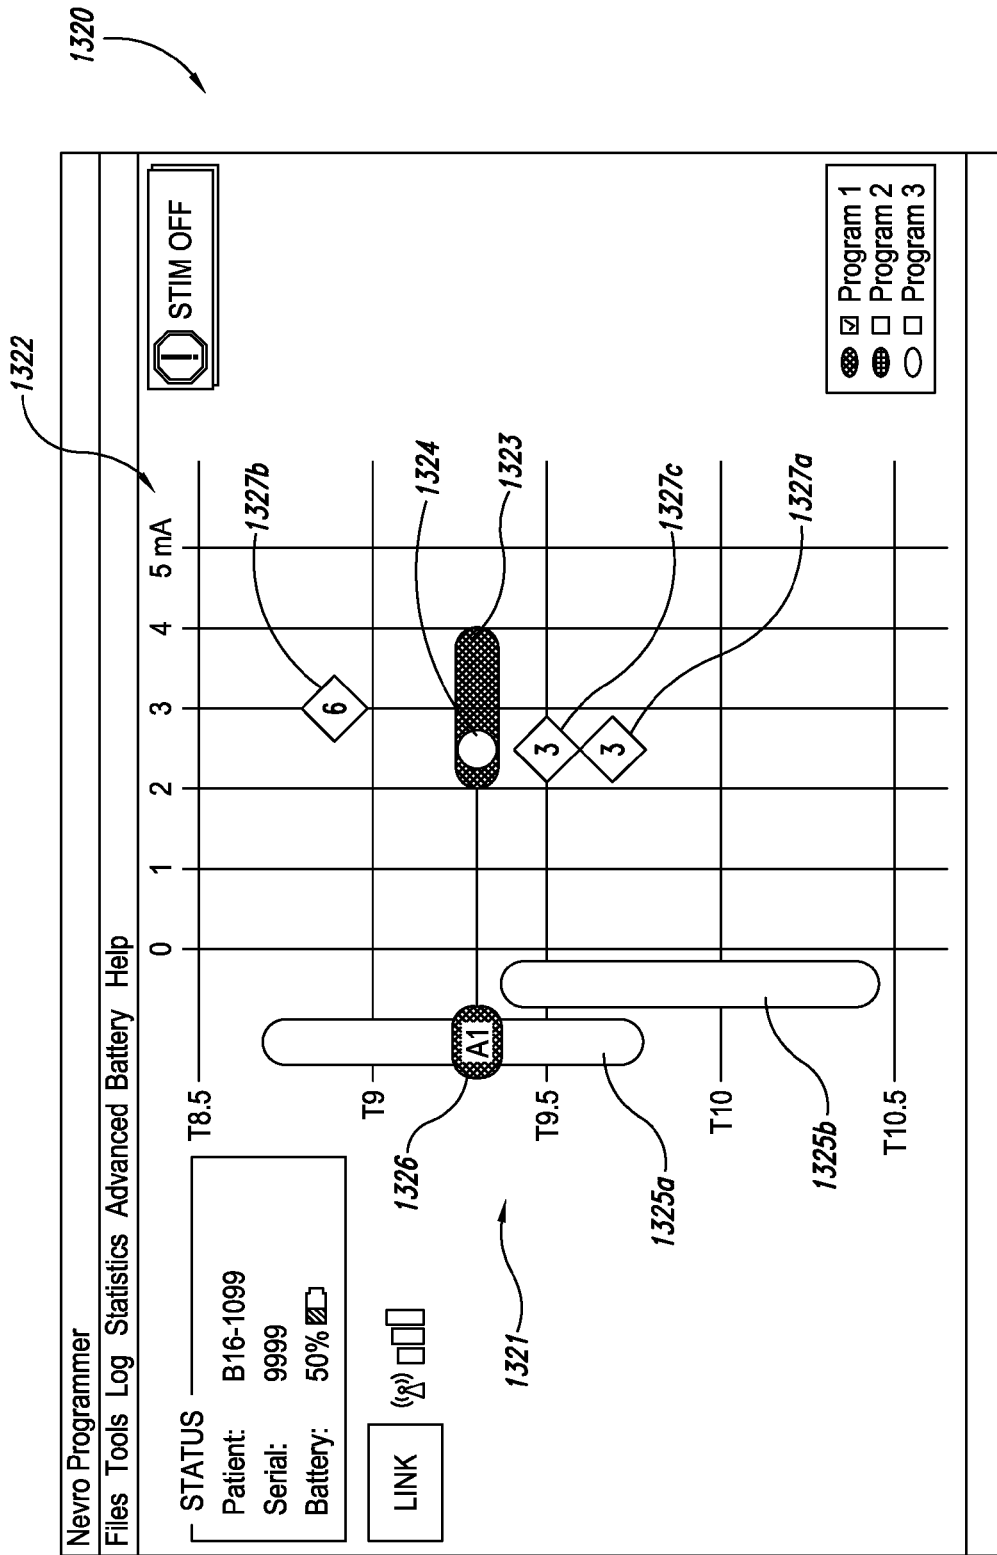 1320
Nevro Programmer
Files Tools Log Statistics Advanced Battery Help
STATUS
Patient: B16-1099
Serial: 9999
Battery: 50%
LINK
STIM OFF
1322
0 1 2 3 4 5 mA
T8.5
T9
T9.5
T10
T10.5
A1
6
3
3
1327b
1324
1323
1327c
1327a
1326
1325a
1325b
1321
Program 1
Program 2
Program 3